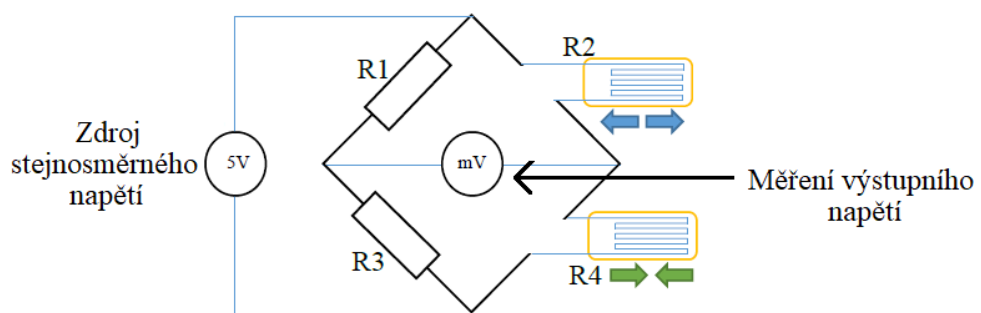 R1
R2
Zdroj
stejnosměrného
napětí
5V
mV
Měření výstupního
napětí
R3
R4